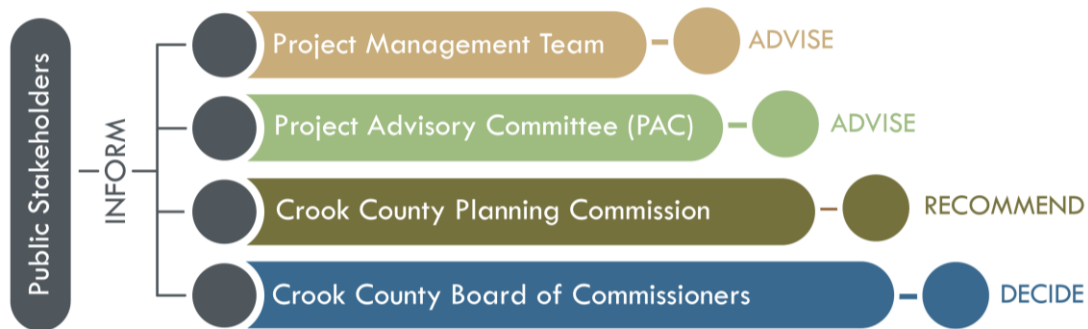 Public Stakeholders
INFORM
Project Management Team
ADVISE
Project Advisory Committee (PAC)
ADVISE
Crook County Planning Commission
RECOMMEND
Crook County Board of Commissioners
DECIDE